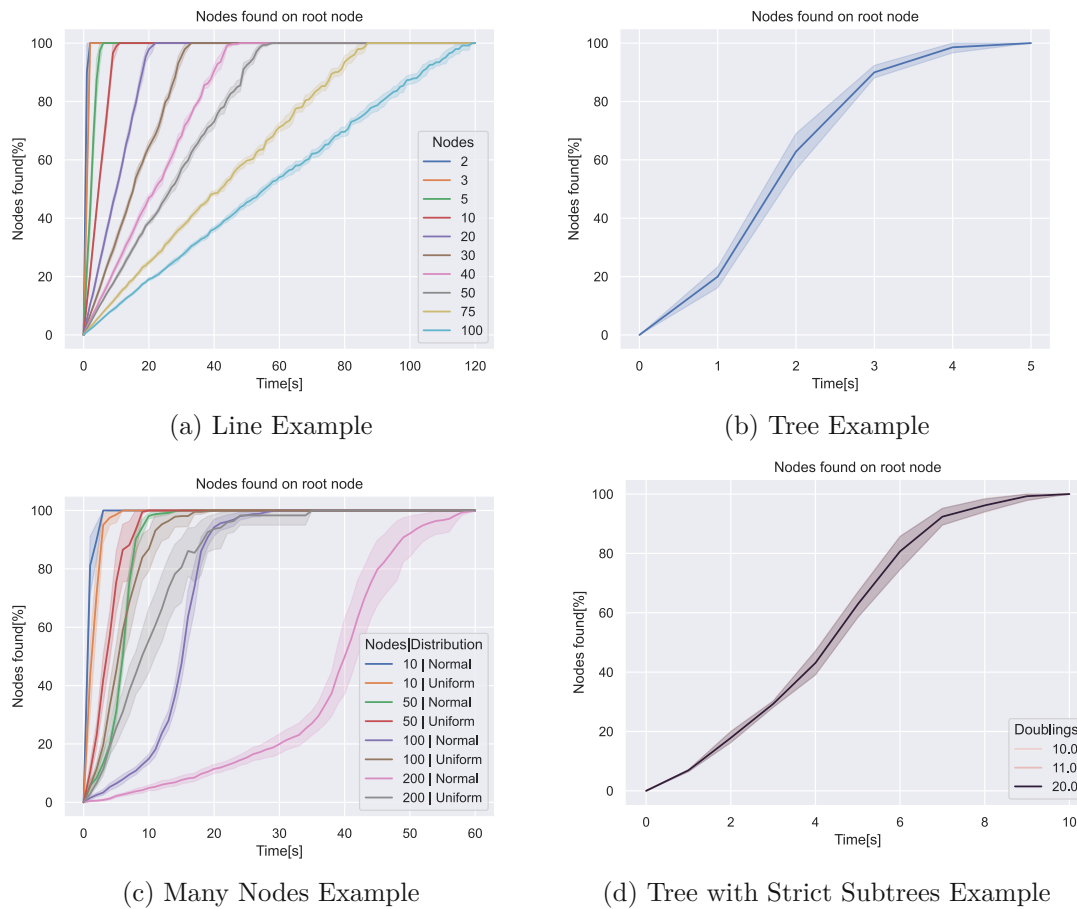 Nodes found on root node
100
80
60
40
20
0
Nodes found[%]
Nodes
2
3
5
10
20
30
40
50
75
100
0 20 40 60 80 100 120
Time[s]
(a) Line Example
Nodes found on root node
100
80
60
40
20
0
Nodes found[%]
0 1 2 3 4 5
Time[s]
(b) Tree Example
Nodes found on root node
100
80
60
40
20
0
Nodes found[%]
Nodes|Distribution
10 | Normal
10 | Uniform
50 | Normal
50 | Uniform
100 | Normal
100 | Uniform
200 | Normal
200 | Uniform
0 10 20 30 40 50 60
Time[s]
(c) Many Nodes Example
Nodes found on root node
100
80
60
40
20
0
Nodes found[%]
Doublings
10.0
11.0
20.0
0 2 4 6 8 10
Time[s]
(d) Tree with Strict Subtrees Example